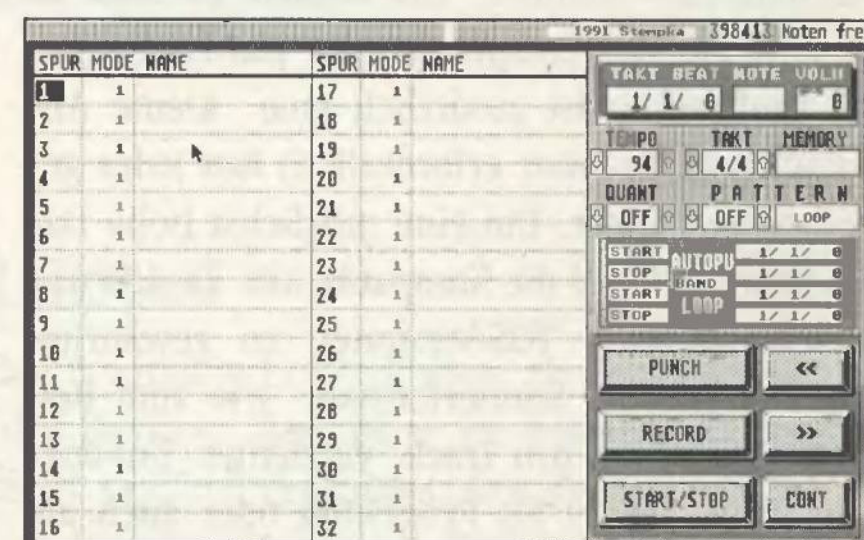 1991 Stempka 398413 Noten fre
SPUR MODE NAME SPUR MODE NAME
1 1 17 1
2 1 18 1
3 1 19 1
4 1 20 1
5 1 21 1
6 1 22 1
7 1 23 1
8 1 24 1
9 1 25 1
10 1 26 1
11 1 27 1
12 1 28 1
13 1 29 1
14 1 30 1
15 1 31 1
16 1 32 1
TAKT BEAT NOTE
1/ 1/ 0 0
TEMPO TAKT MEMORY
94 4/4
QUANT PATTERN
OFF OFF LOOP
START AUTOPU 1/ 1/ 0
STOP 1/ 1/ 0
BAND
START LOOP 1/ 1/ 0
STOP 1/ 1/ 0
PUNCH <<
RECORD >>
START/STOP CONT